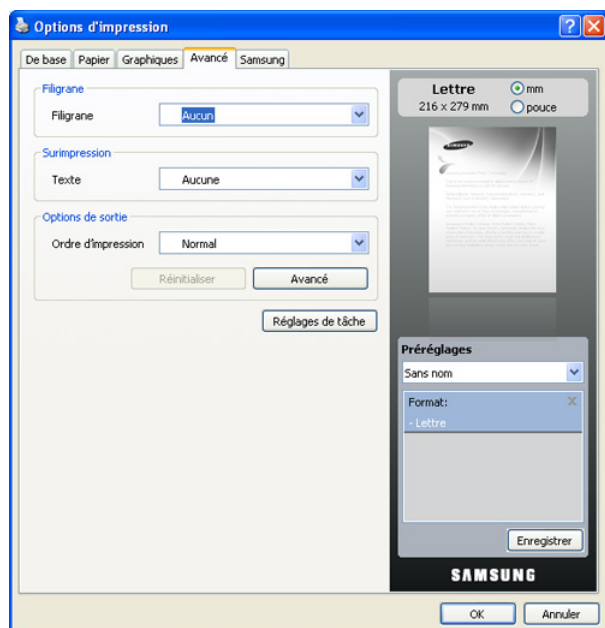 Options d'impression
De base Papier Graphiques Avancé Samsung
Filigrane
Filigrane Aucun
Surimpression
Texte Aucune
Options de sortie
Ordre d'impression Normal
Réinitialiser Avancé
Réglages de tâche
Lettre
216 x 279 mm
mm
pouce
SAMSUNG
Préréglages
Sans nom
Format:
- Lettre
Enregistrer
SAMSUNG
OK Annuler